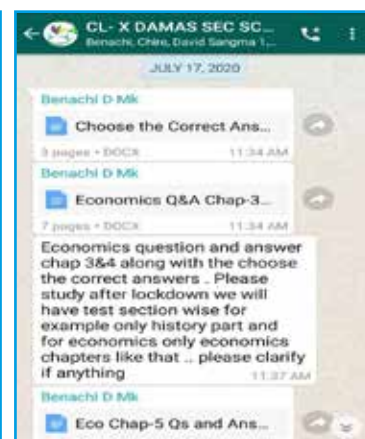 CL- X DAMAS SEC SC...
Benachi, Chire, David Sangma 1,...
JULY 17, 2020
Benachi D Mk
Choose the Correct Ans...
3 pages • DOCX 11:34 AM
Benachi D Mk
Economics Q&A Chap-3...
7 pages • DOCX 11:34 AM
Economics question and answer
chap 3&4 along with the choose
the correct answers . Please
study after lockdown we will
have test section wise for
example only history part and
for economics only economics
chapters like that .. please clarify
if anything 11:37 AM
Benachi D Mk
Eco Chap-5 Qs and Ans...